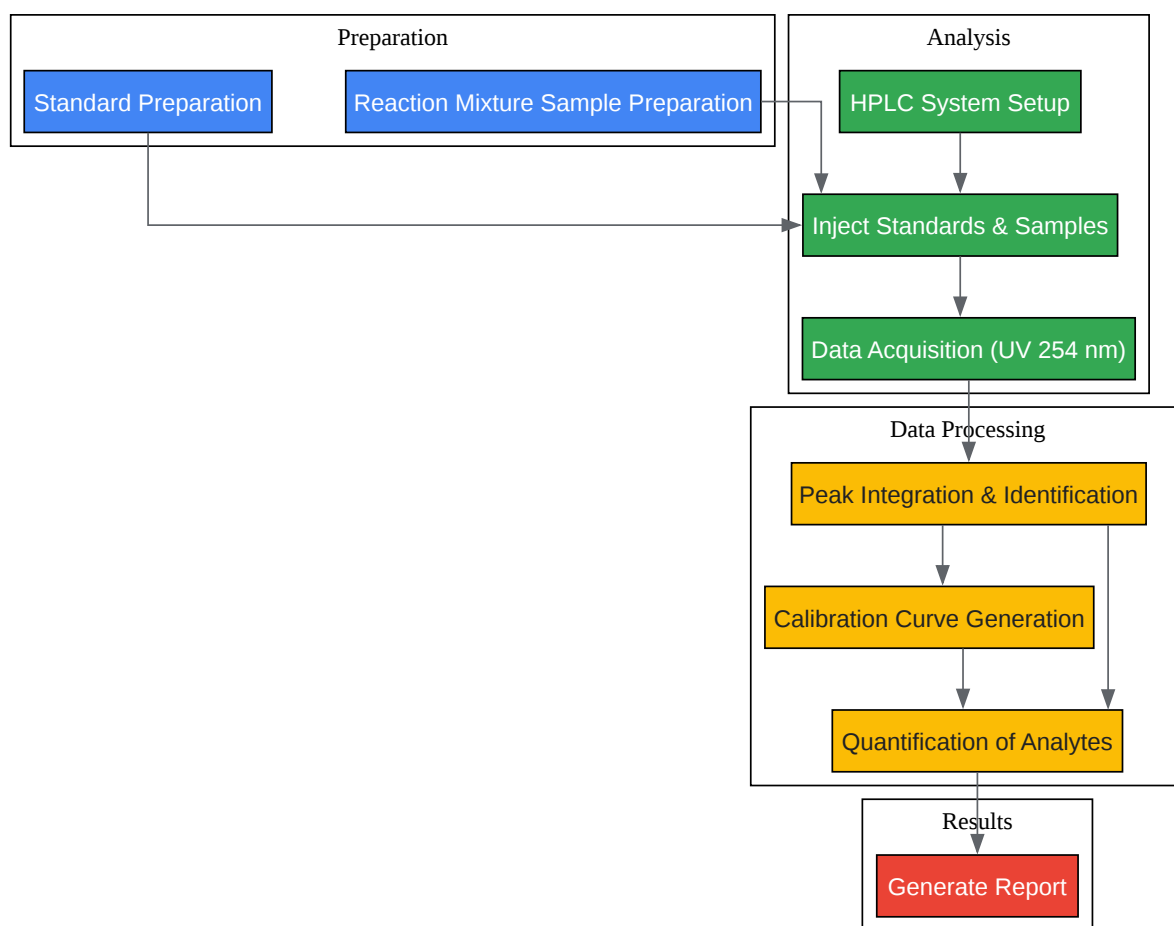 Preparation
Standard Preparation
Reaction Mixture Sample Preparation
Analysis
HPLC System Setup
Inject Standards & Samples
Data Acquisition (UV 254 nm)
Data Processing
Peak Integration & Identification
Calibration Curve Generation
Quantification of Analytes
Results
Generate Report